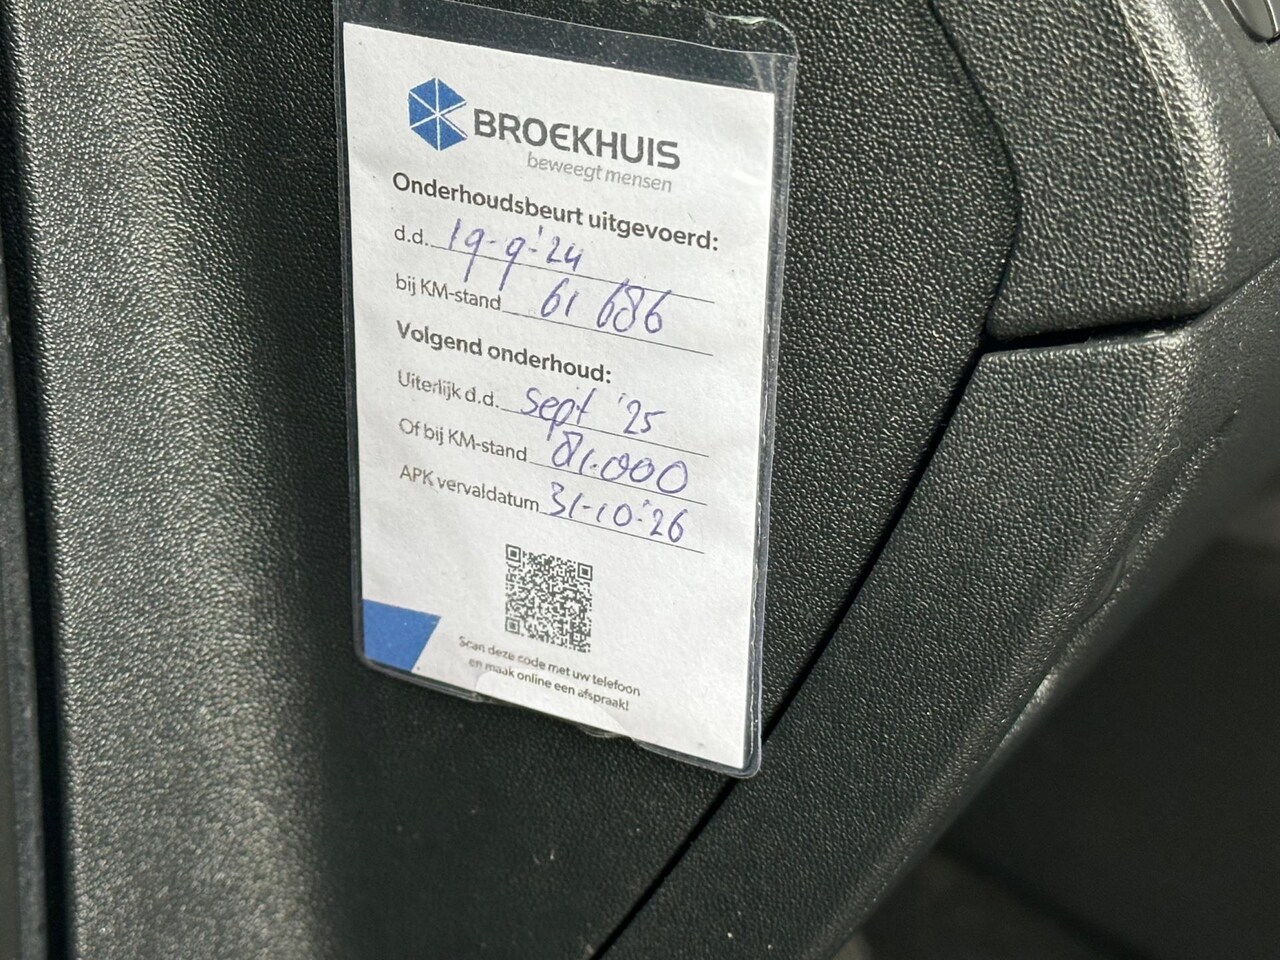 BROEKHUIS
beweegt mensen
Onderhoudsbeurt uitgevoerd:
d.d. 19-9-'24
bij KM-stand 61 686
Volgend onderhoud:
Uiterlijk d.d. sept '25
Of bij KM-stand 81.000
APK vervaldatum 31-10-'26
Scan deze code met uw telefoon
en maak online een afspraak!